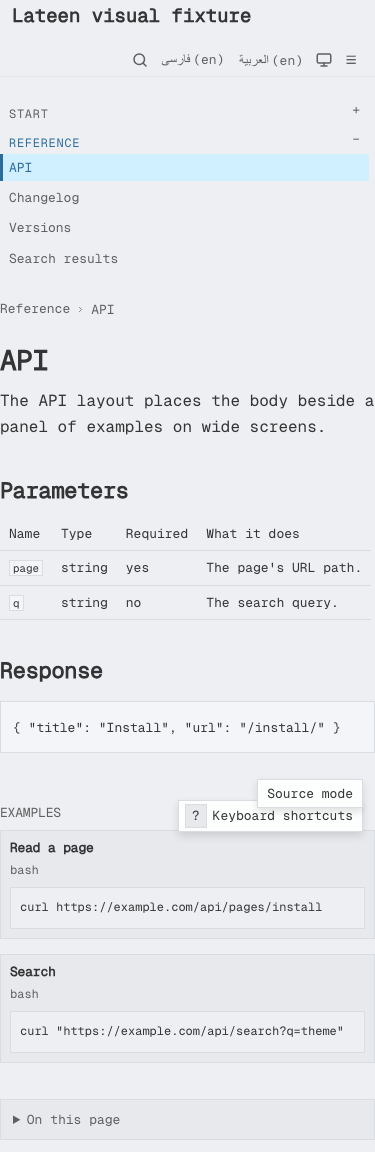 Lateen visual fixture
فارسی (en) العربية (en) ≡
START +
REFERENCE −
API
Changelog
Versions
Search results
Reference › API
API
The API layout places the body beside a
panel of examples on wide screens.
Parameters
Name Type Required What it does
page string yes The page's URL path.
q string no The search query.
Response
{ "title": "Install", "url": "/install/" }
Source mode
EXAMPLES
? Keyboard shortcuts
Read a page
bash
curl https://example.com/api/pages/install
Search
bash
curl "https://example.com/api/search?q=theme"
▶ On this page